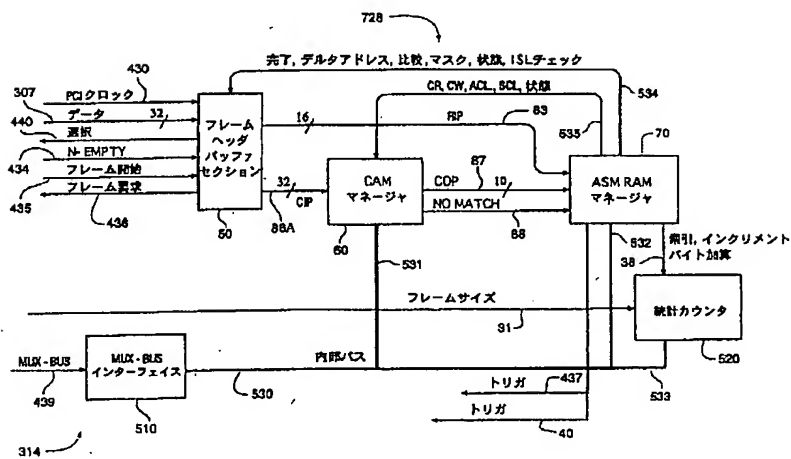 728
完了, デルタアドレス, 比較, マスク, 状態, ISLチェック
430
PCIクロック
CR, CW, ACL, SCL, 状態
534
307
データ
32
440
選択
434
N-EMPTY
435
フレーム開始
フレーム要求
436
フレーム
ヘッダ
バッファ
セクション
50
16
FBP
83
535
70
32
CIP
86A
CAM
マネージャ
60
COP
87
10
NO MATCH
88
ASM RAM
マネージャ
532
531
索引, インクリメント
バイト加算
38
フレームサイズ
91
統計カウンタ
520
MUX-BUS
439
MUX-BUS
インターフェイス
510
内部バス
530
533
トリガ
437
トリガ
40
314